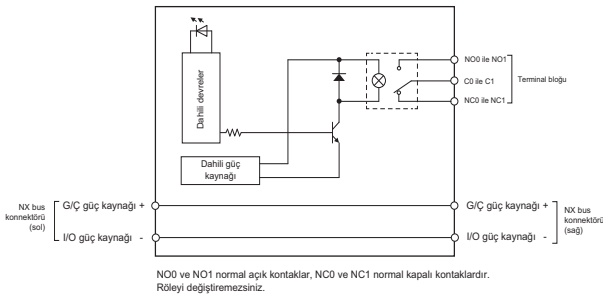 Dahili devreler
NO0 ile NO1
C0 ile C1
NC0 ile NC1
Terminal bloğu
Dahili güç
kaynağı
NX bus
konnektörü
(sol)
G/Ç güç kaynağı +
I/O güç kaynağı -
G/Ç güç kaynağı +
I/O güç kaynağı -
NX bus
konnektörü
(sağ)
NO0 ve NO1 normal açık kontaklar, NC0 ve NC1 normal kapalı kontaklardır.
Röleyi değiştiremezsiniz.